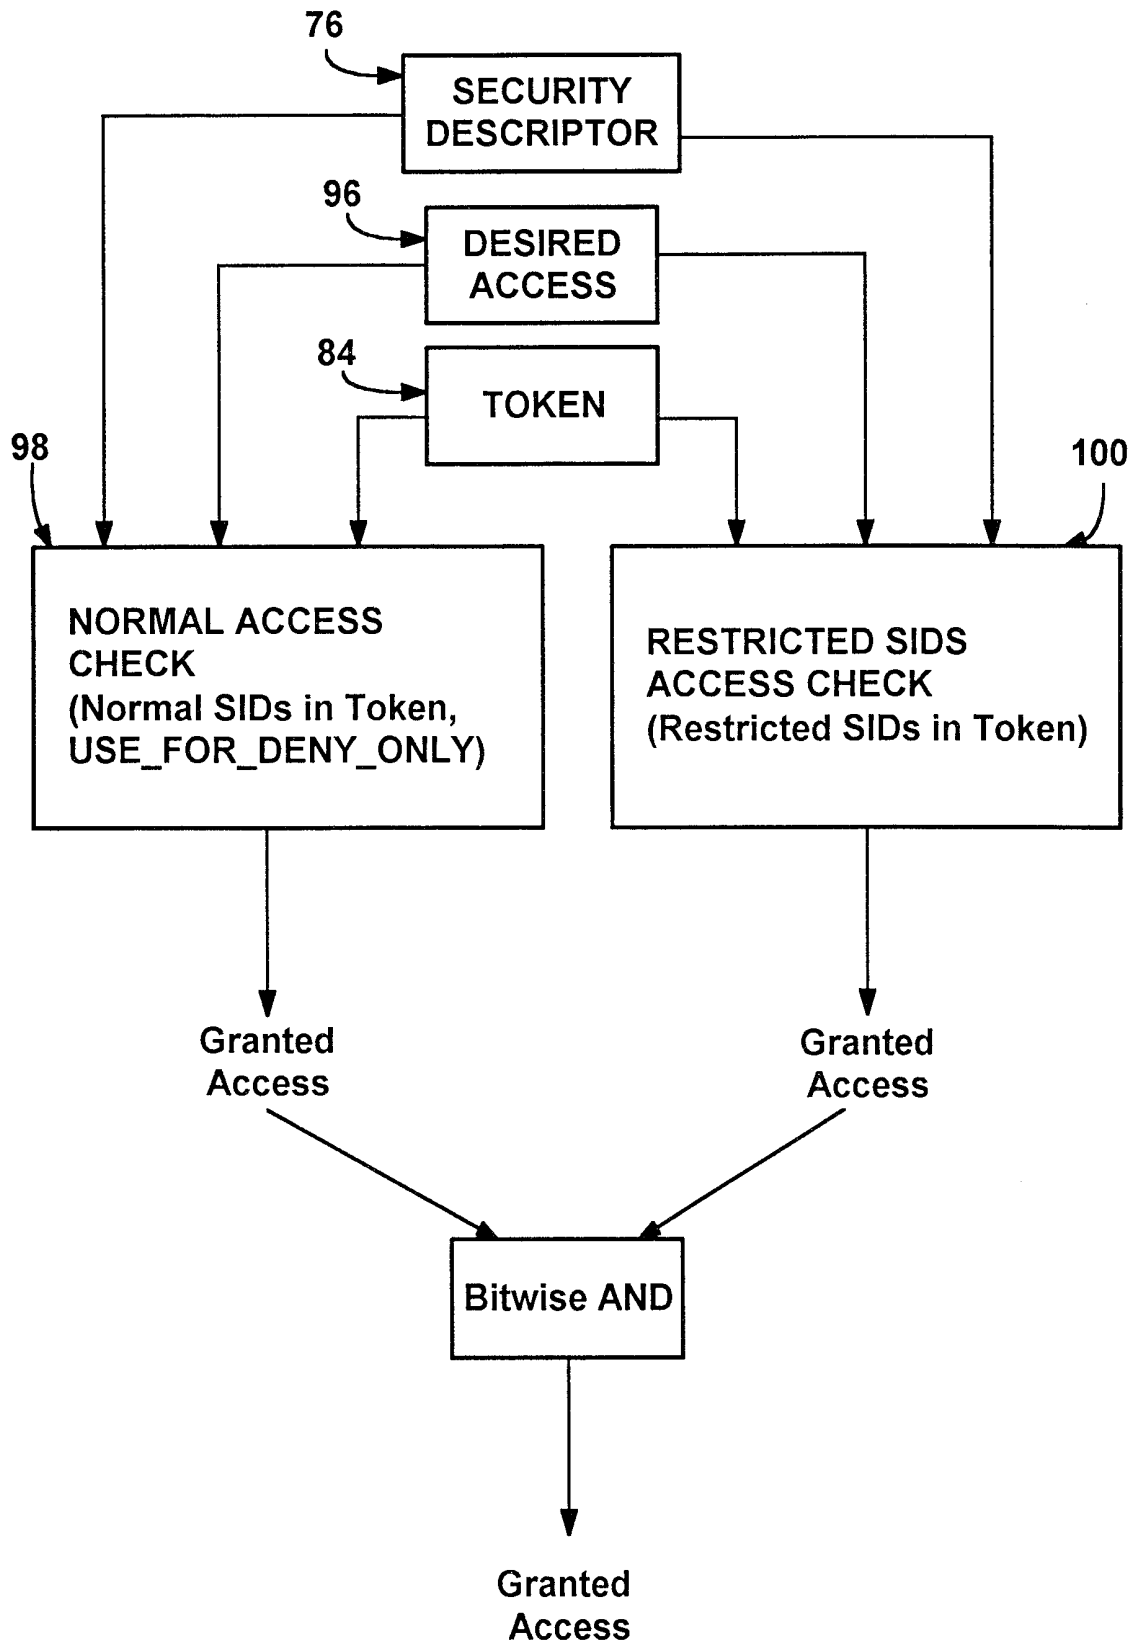 76
SECURITY
DESCRIPTOR
96
DESIRED
ACCESS
84
TOKEN
98
100
NORMAL ACCESS
CHECK
(Normal SIDs in Token,
USE_FOR_DENY_ONLY)
RESTRICTED SIDS
ACCESS CHECK
(Restricted SIDs in Token)
Granted
Access
Granted
Access
Bitwise AND
Granted
Access